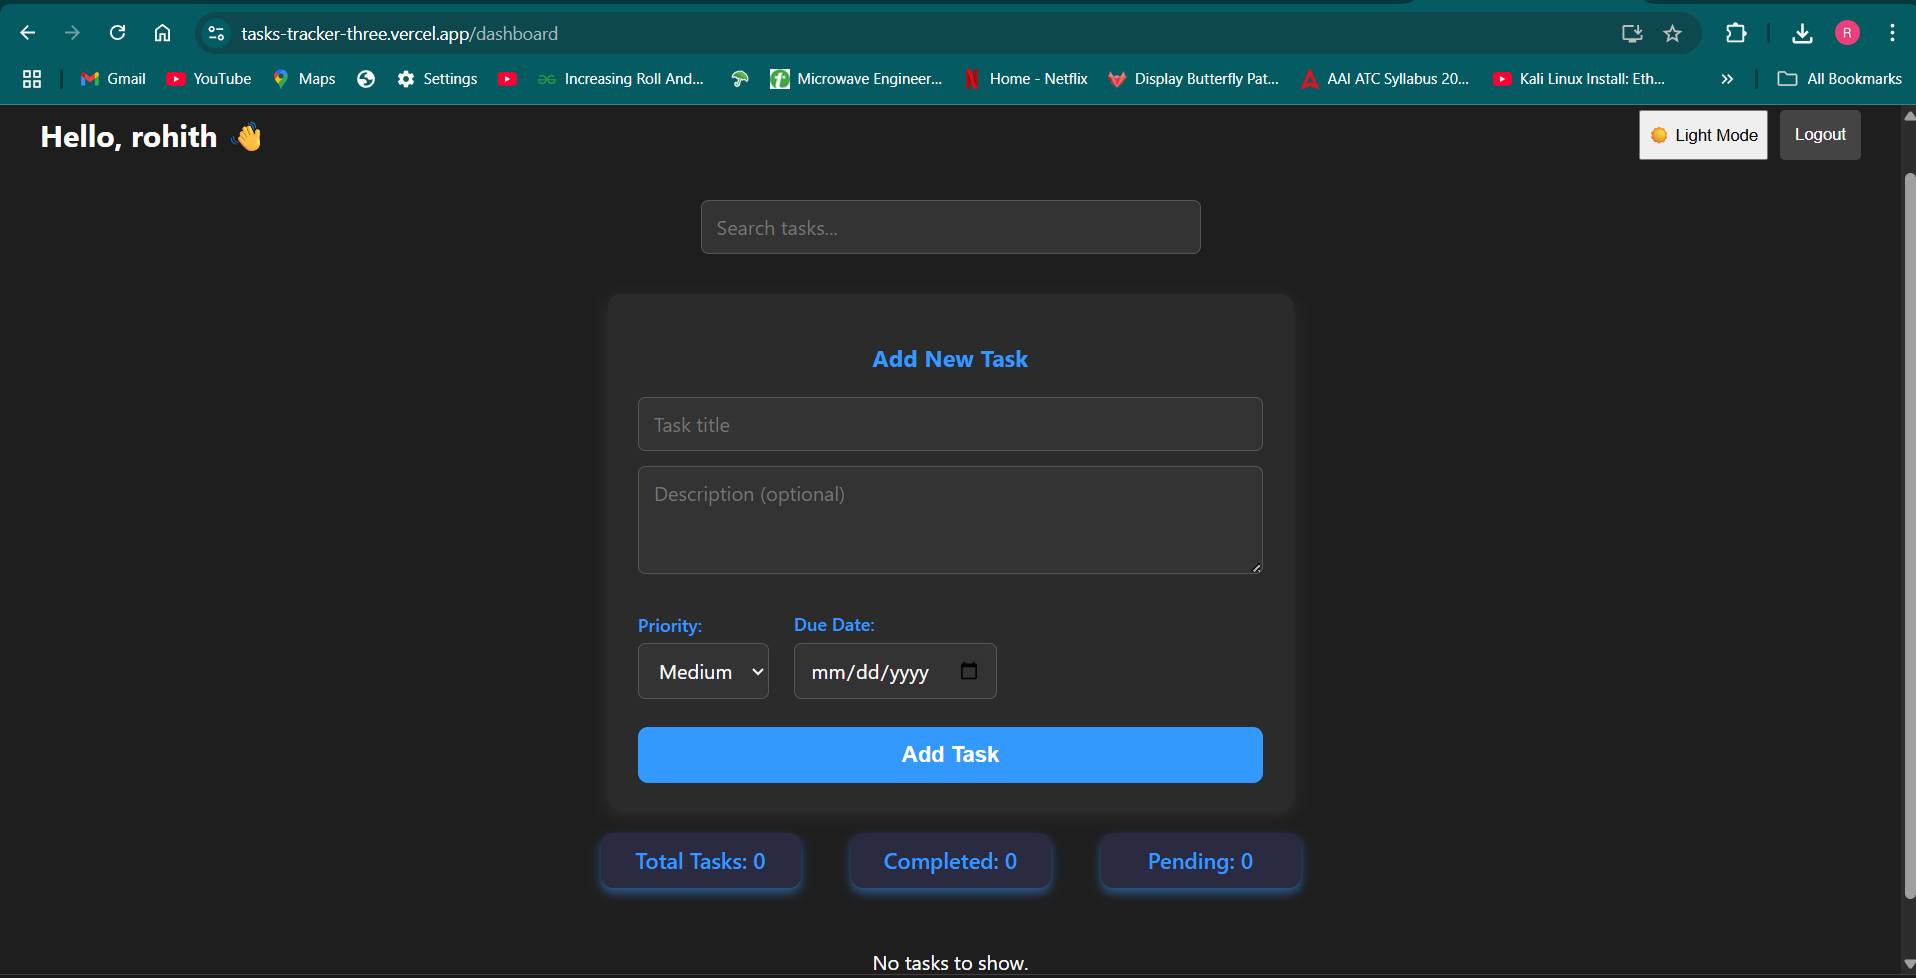 tasks-tracker-three.vercel.app/dashboard
R
Gmail YouTube Maps Settings Increasing Roll And... Microwave Engineer... Home - Netflix Display Butterfly Pat... AAI ATC Syllabus 20... Kali Linux Install: Eth... » All Bookmarks
Hello, rohith 👋
Light Mode Logout
Search tasks...
Add New Task
Task title
Description (optional)
Priority: Due Date:
Medium mm/dd/yyyy
Add Task
Total Tasks: 0 Completed: 0 Pending: 0
No tasks to show.